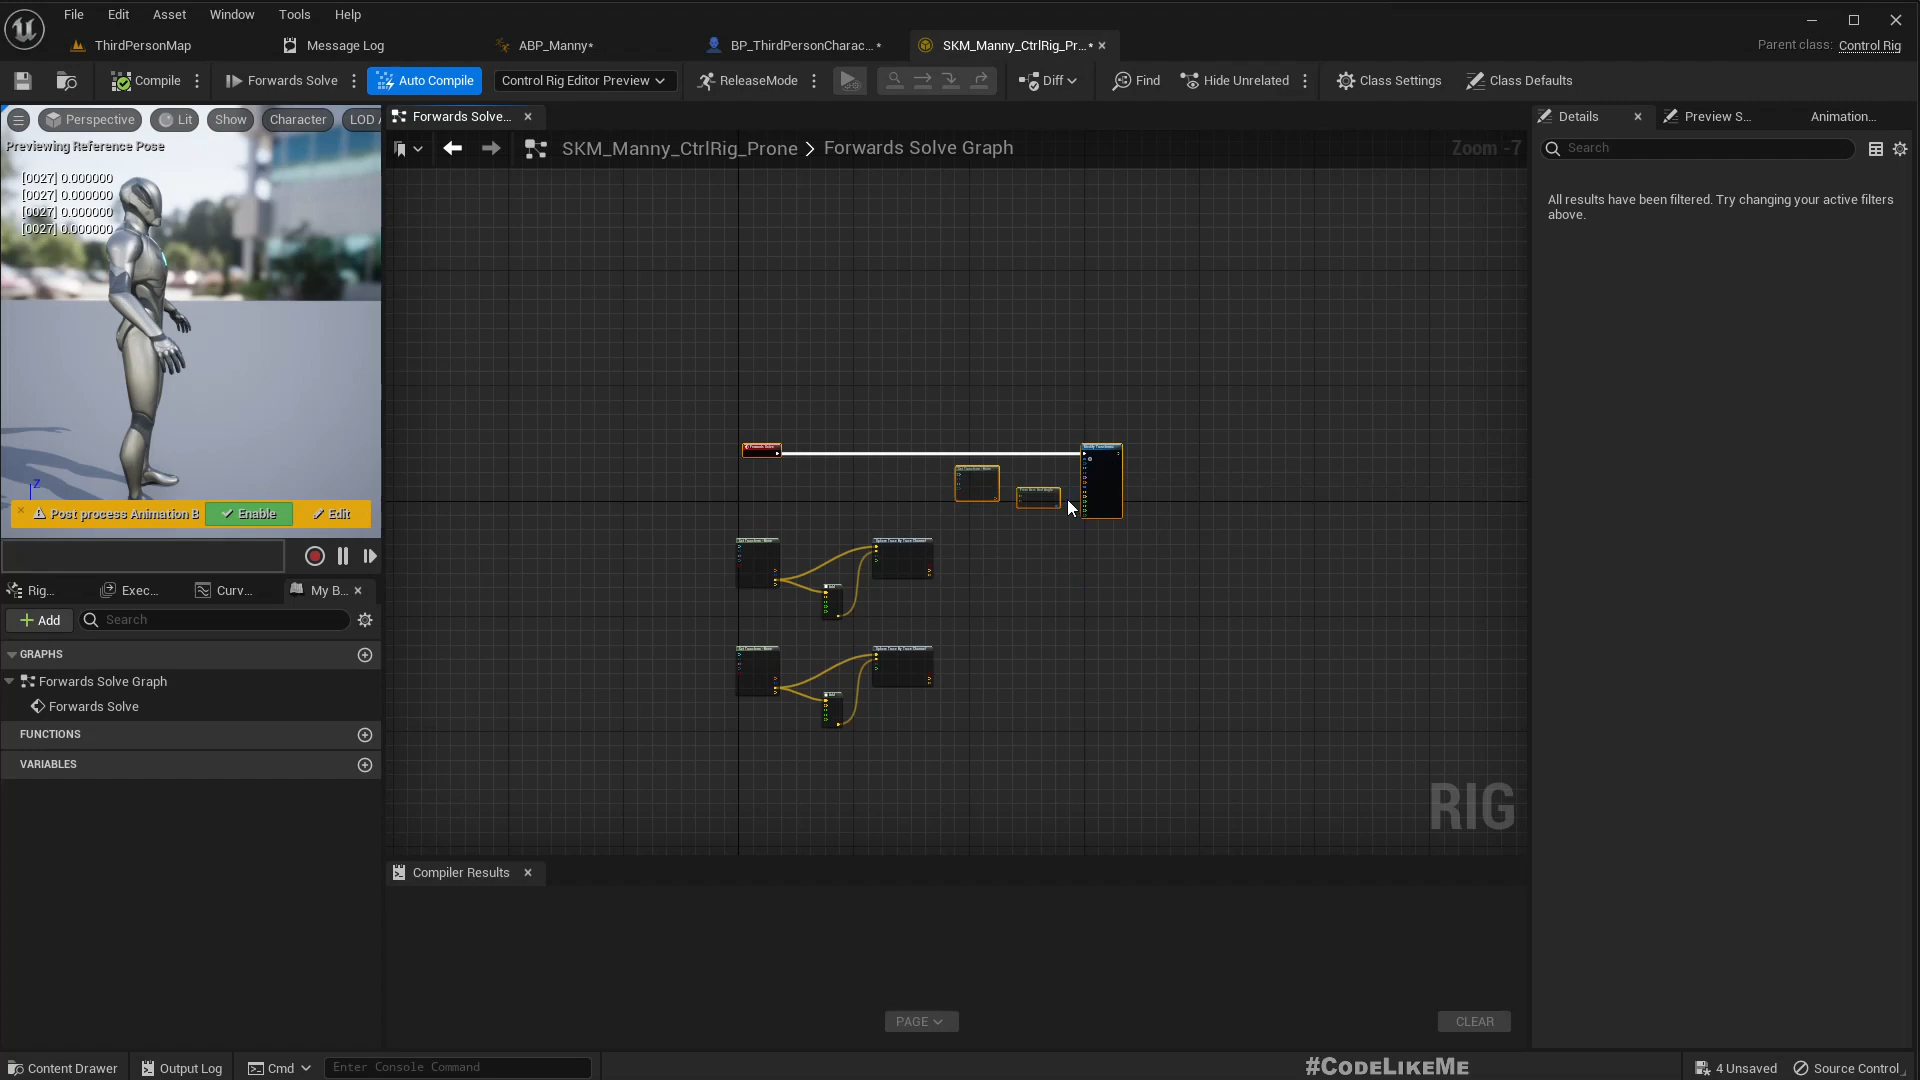 File Edit Asset Window Tools Help
ThirdPersonMap
Message Log
ABP_Manny*
BP_ThirdPersonCharac... *
SKM_Manny_CtrlRig_Pr... *
Parent class: Control Rig
Compile
Forwards Solve
Auto Compile
Control Rig Editor Preview
ReleaseMode
Diff
Find
Hide Unrelated
Class Settings
Class Defaults
Perspective
Lit
Show
Character
LOD A
Previewing Reference Pose
[0027] 0.000000
[0027] 0.000000
[0027] 0.000000
[0027] 0.000000
Z
Post process Animation B
Enable
Edit
Forwards Solve...
SKM_Manny_CtrlRig_Prone > Forwards Solve Graph
Zoom -7
Forwards Solve
RIG
Rig...
Exec...
Curv...
My B...
Add
Search
GRAPHS
Forwards Solve Graph
Forwards Solve
FUNCTIONS
VARIABLES
Compiler Results
PAGE
CLEAR
Details
Preview S...
Animation...
Search
All results have been filtered. Try changing your active filters
above.
Content Drawer
Output Log
Cmd
Enter Console Command
#CODELIKEME
4 Unsaved
Source Control